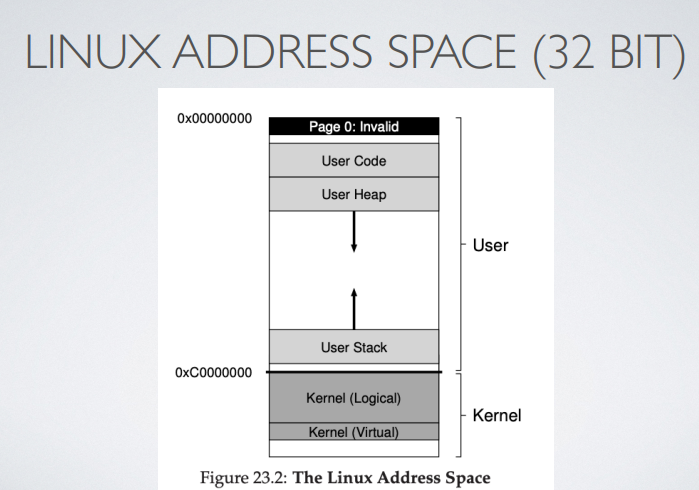 LINUX ADDRESS SPACE (32 BIT)
0x00000000
Page 0: Invalid
User Code
User Heap
User
User Stack
0xC0000000
Kernel (Logical)
Kernel
Kernel (Virtual)
Figure 23.2: The Linux Address Space